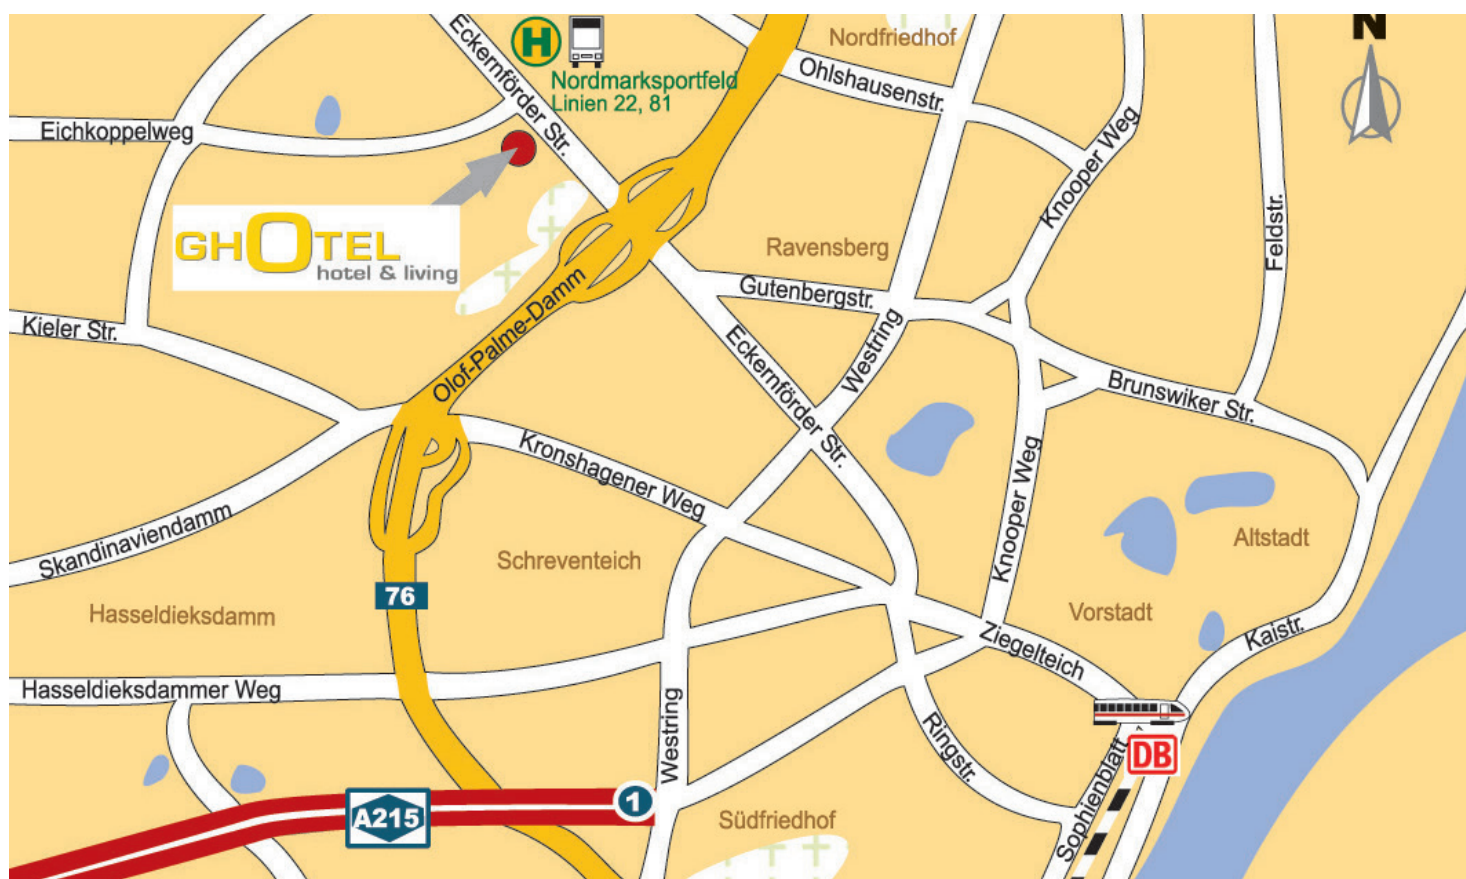 N
Nordfriedhof
Eckernförder Str.
H
Nordmarksportfeld
Linien 22, 81
Ohlshausenstr.
Eichkoppelweg
Knooper Weg
Feldstr.
GHOTEL
hotel & living
Ravensberg
Gutenbergstr.
Kieler Str.
Olof-Palme-Damm
Westring
Eckernförder Str.
Brunswiker Str.
Kronshagener Weg
Knooper Weg
Skandinaviendamm
Altstadt
Schreventeich
76
Hasseldieksdamm
Vorstadt
Ziegelteich
Kaistr.
Hasseldieksdammer Weg
Westring
Ringstr.
DB
Sophienblatt
1
A215
Südfriedhof